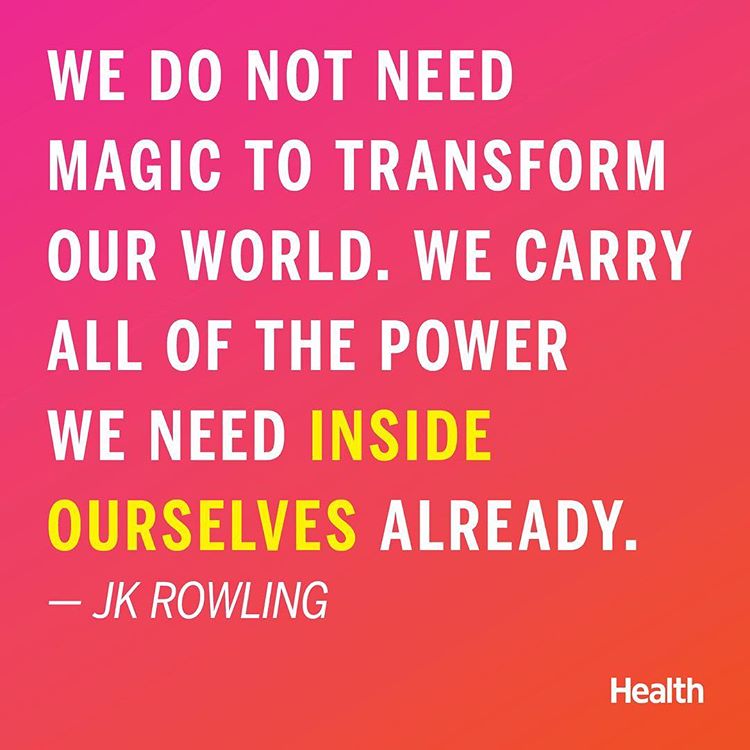 WE DO NOT NEED
MAGIC TO TRANSFORM
OUR WORLD. WE CARRY
ALL OF THE POWER
WE NEED INSIDE
OURSELVES ALREADY.
— JK ROWLING
Health